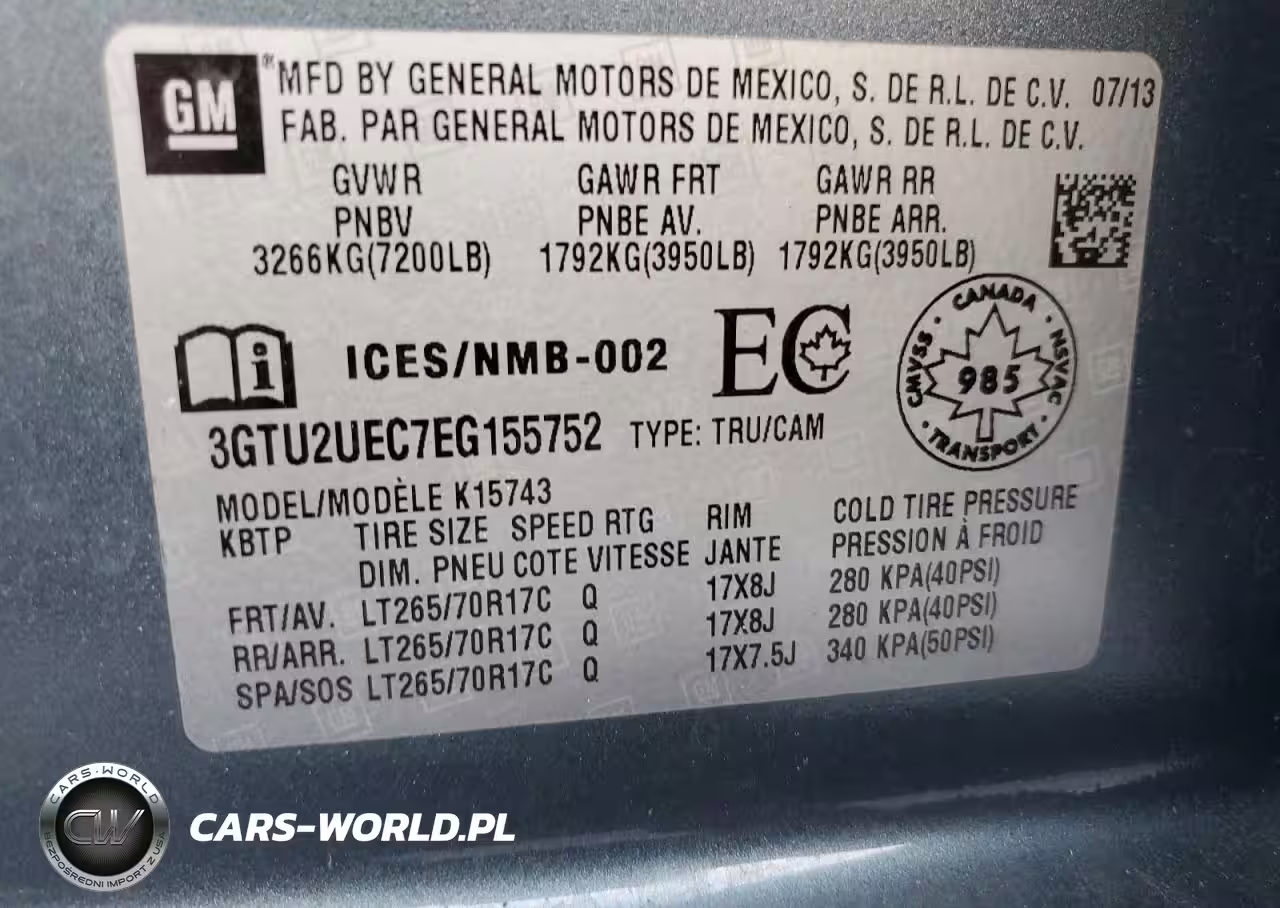 GM ® MFD BY GENERAL MOTORS DE MEXICO, S. DE R.L. DE C.V. 07/13
FAB. PAR GENERAL MOTORS DE MEXICO, S. DE R.L. DE C.V.
GVWR GAWR FRT GAWR RR
PNBV PNBE AV. PNBE ARR.
3266KG(7200LB) 1792KG(3950LB) 1792KG(3950LB)
i ICES/NMB-002 EC
CANADA
CMVSS · 985 · NSVAC
· TRANSPORT ·
3GTU2UEC7EG155752 TYPE: TRU/CAM
MODEL/MODÈLE K15743
KBTP TIRE SIZE SPEED RTG RIM COLD TIRE PRESSURE
DIM. PNEU COTE VITESSE JANTE PRESSION À FROID
FRT/AV. LT265/70R17C Q 17X8J 280 KPA(40PSI)
RR/ARR. LT265/70R17C Q 17X8J 280 KPA(40PSI)
SPA/SOS LT265/70R17C Q 17X7.5J 340 KPA(50PSI)
CARS·WORLD
CW
BEZPOŚREDNI IMPORT Z USA
CARS-WORLD.PL